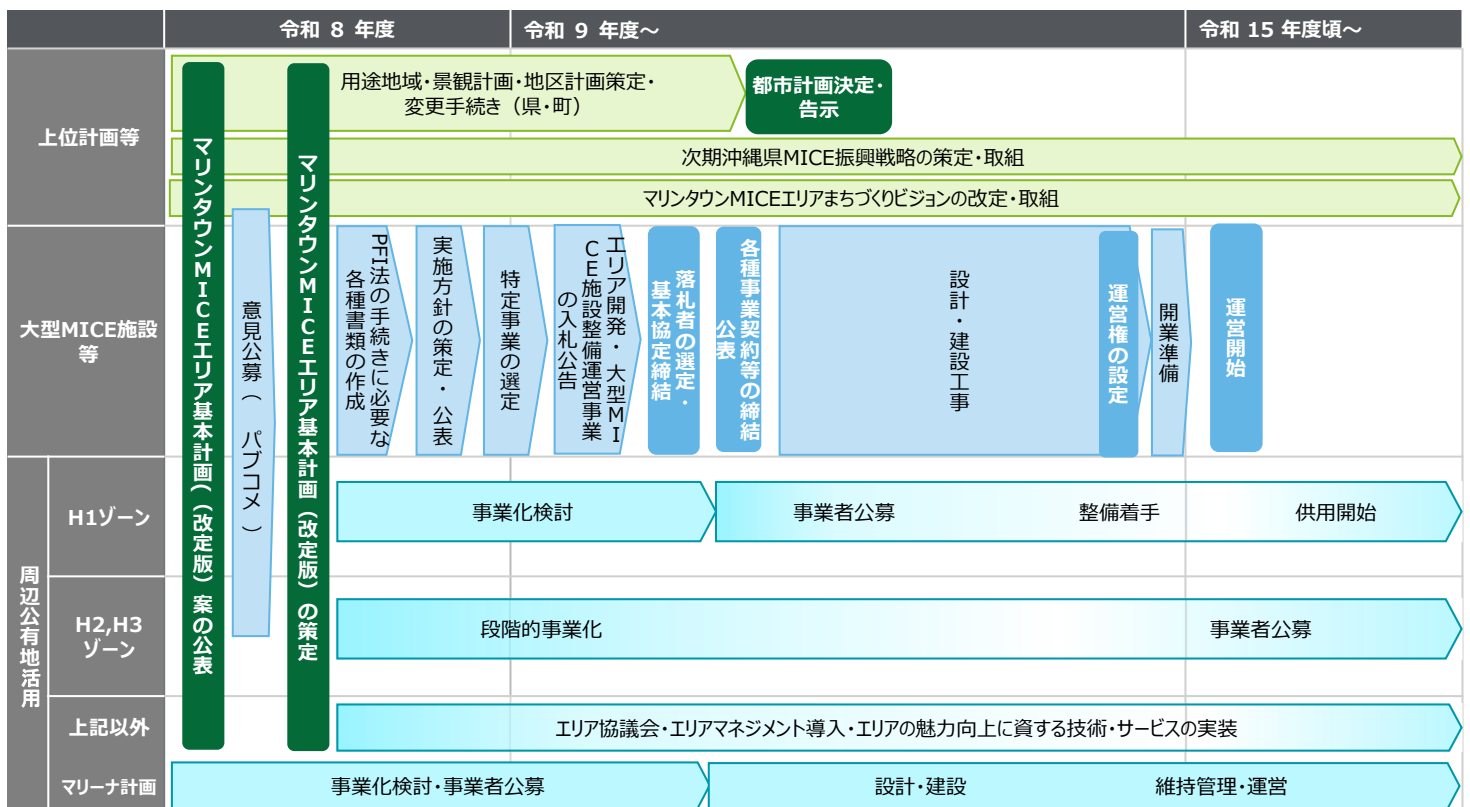 令和 8 年度
令和 9 年度～
令和 15 年度頃～
上位計画等
用途地域・景観計画・地区計画策定・
変更手続き（県・町）
都市計画決定・
告示
次期沖縄県MICE振興戦略の策定・取組
マリンタウンMICEエリアまちづくりビジョンの改定・取組
マリンタウンMICEエリア基本計画（改定版）案の公表
意見公募（パブコメ）
マリンタウンMICEエリア基本計画（改定版）の策定
大型MICE施設
等
PFI法の手続きに必要な
各種書類の作成
実施方針の策定・公表
特定事業の選定
エリア開発・大型MI
CE施設整備運営事業
の入札公告
落札者の選定・
基本協定締結
各種事業契約等の締結
公表
設計・建設工事
運営権の設定
開業準備
運営開始
周辺公有地活用
H1ゾーン
事業化検討
事業者公募
整備着手
供用開始
H2,H3
ゾーン
段階的事業化
事業者公募
上記以外
エリア協議会・エリアマネジメント導入・エリアの魅力向上に資する技術・サービスの実装
マリーナ計画
事業化検討・事業者公募
設計・建設
維持管理・運営